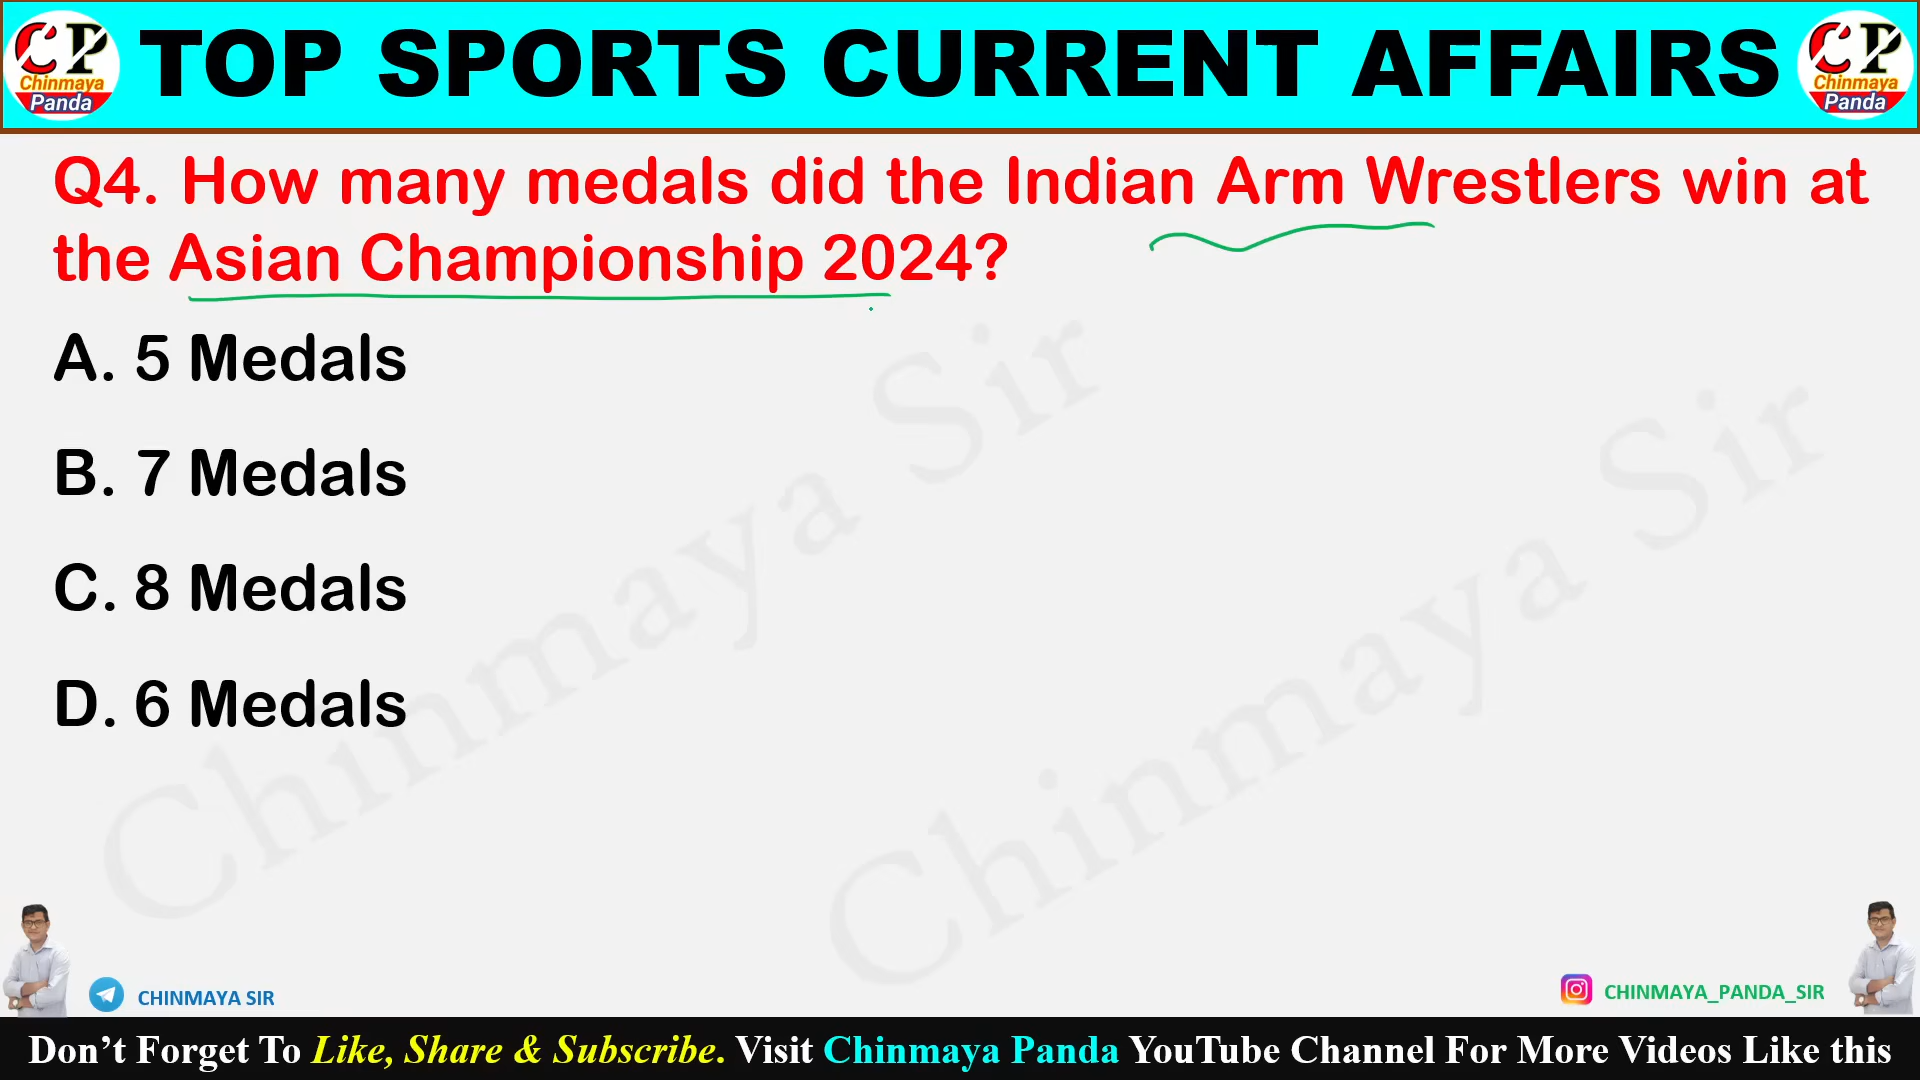 CP
Chinmaya
Panda
TOP SPORTS CURRENT AFFAIRS
CP
Chinmaya
Panda
Q4. How many medals did the Indian Arm Wrestlers win at
the Asian Championship 2024?
A. 5 Medals
B. 7 Medals
C. 8 Medals
D. 6 Medals
Chinmaya Sir
Chinmaya Sir
CHINMAYA SIR
CHINMAYA_PANDA_SIR
Don’t Forget To Like, Share & Subscribe. Visit Chinmaya Panda YouTube Channel For More Videos Like this